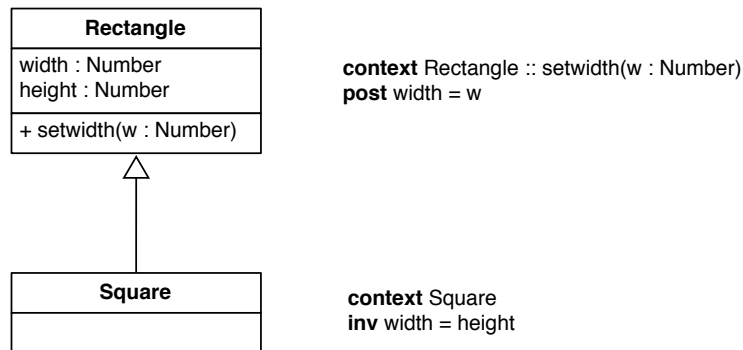 Rectangle
width : Number
height : Number
+ setwidth(w : Number)
context Rectangle :: setwidth(w : Number)
post width = w
Square
context Square
inv width = height